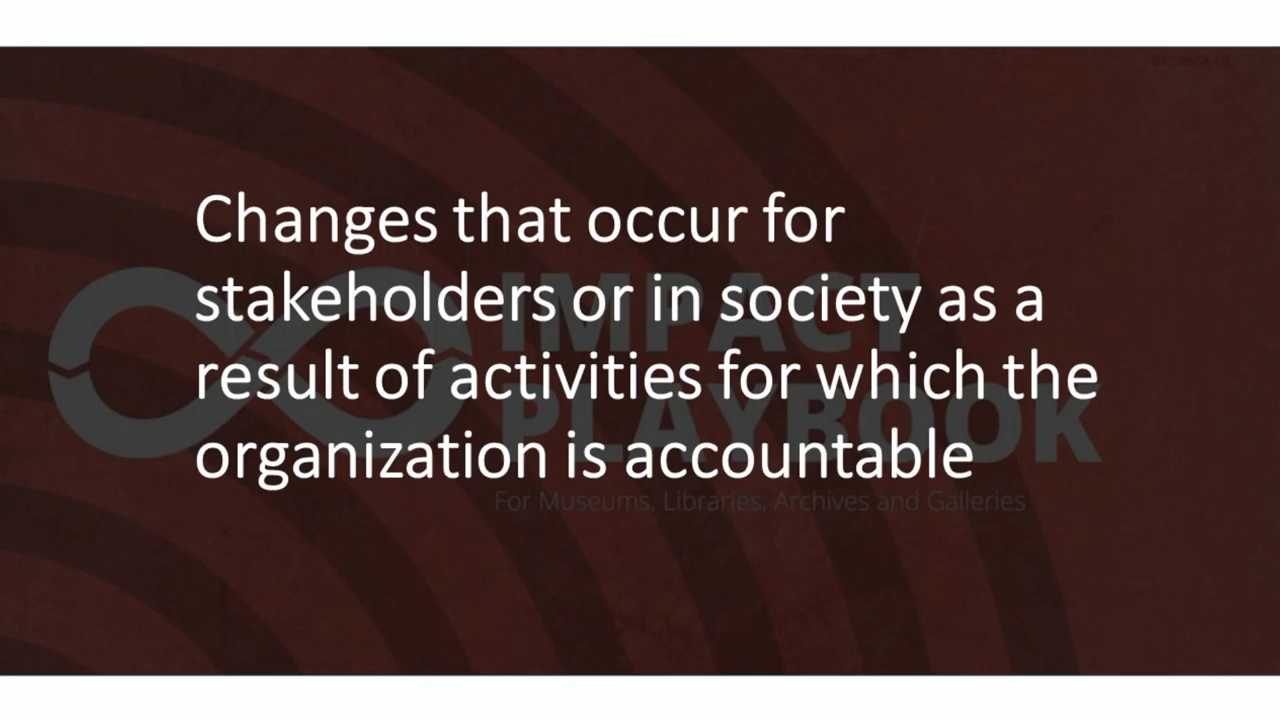 Changes that occur for
stakeholders or in society as a
result of activities for which the
organization is accountable
IMPACT
PLAYBOOK
For Museums, Libraries, Archives and Galleries